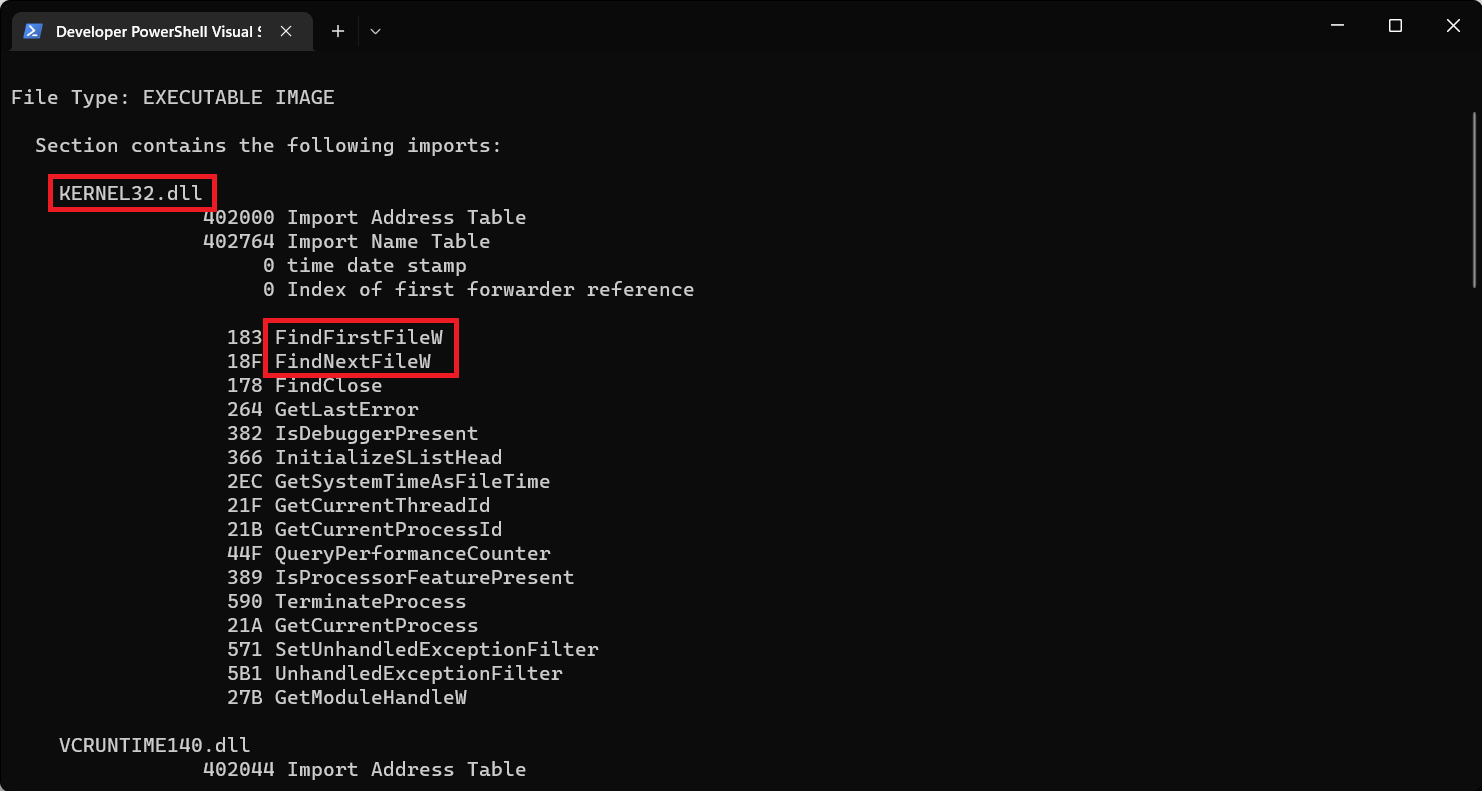 Developer PowerShell Visual S
File Type: EXECUTABLE IMAGE
Section contains the following imports:
KERNEL32.dll
402000 Import Address Table
402764 Import Name Table
0 time date stamp
0 Index of first forwarder reference
183 FindFirstFileW
18F FindNextFileW
178 FindClose
264 GetLastError
382 IsDebuggerPresent
366 InitializeSListHead
2EC GetSystemTimeAsFileTime
21F GetCurrentThreadId
21B GetCurrentProcessId
44F QueryPerformanceCounter
389 IsProcessorFeaturePresent
590 TerminateProcess
21A GetCurrentProcess
571 SetUnhandledExceptionFilter
5B1 UnhandledExceptionFilter
27B GetModuleHandleW
VCRUNTIME140.dll
402044 Import Address Table